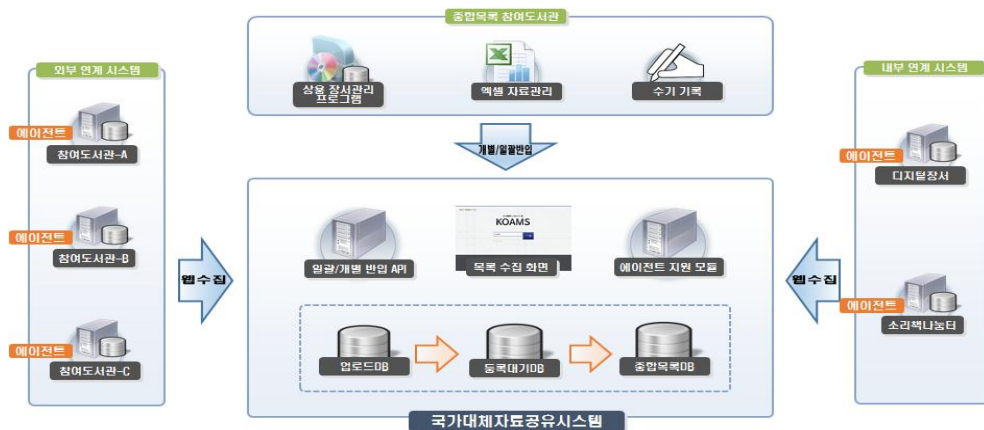 종합목록 참여도서관
상용 장서관리
프로그램
엑셀 자료관리
수기 기록
개별/일괄반입
외부 연계 시스템
에이전트
참여도서관-A
에이전트
참여도서관-B
에이전트
참여도서관-C
웹수집
KOAMS
일괄/개별 반입 API
목록 수집 화면
에이전트 지원 모듈
업로드DB
등록대기DB
종합목록DB
국가대체자료공유시스템
웹수집
내부 연계 시스템
에이전트
디지털장서
에이전트
소리책나눔터